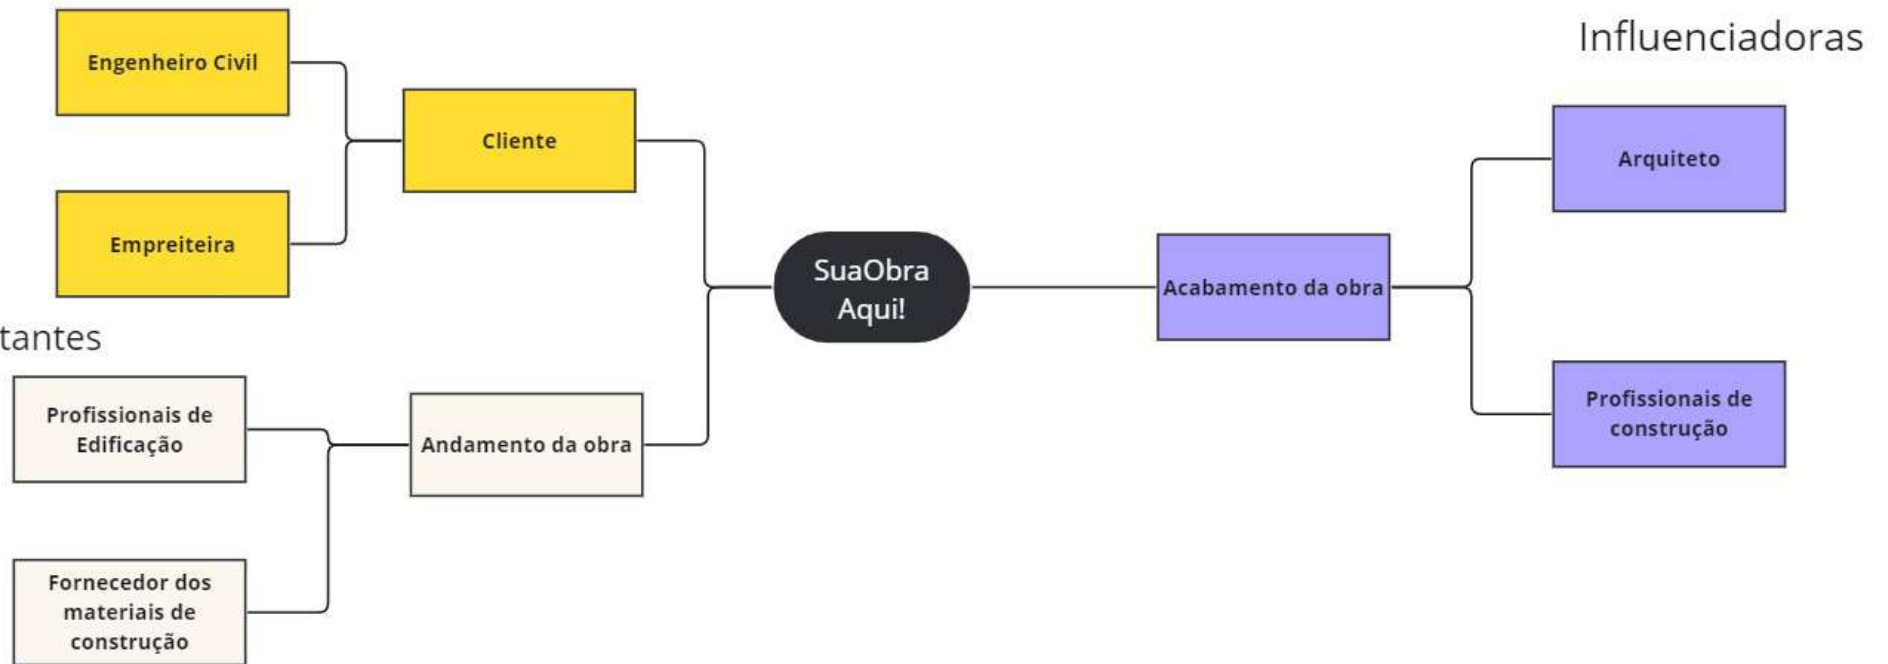 Engenheiro Civil
Cliente
Empreiteira
tantes
Profissionais de
Edificação
Andamento da obra
Fornecedor dos
materiais de
construção
SuaObra
Aqui!
Influenciadoras
Arquiteto
Acabamento da obra
Profissionais de
construção